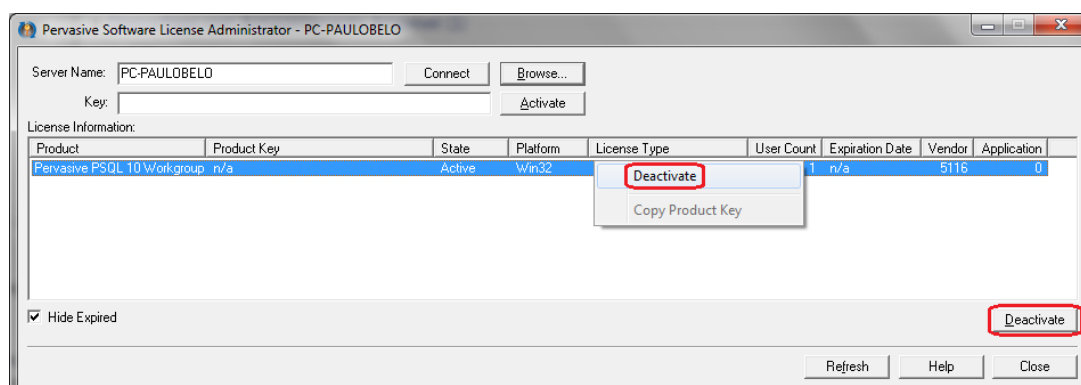 Pervasive Software License Administrator - PC-PAULOBELO
Server Name: PC-PAULOBELO Connect Browse...
Key: Activate
License Information:
Product Product Key State Platform License Type User Count Expiration Date Vendor Application
Pervasive PSQL 10 Workgroup n/a Active Win32 1 n/a 5116 0
Deactivate
Copy Product Key
Hide Expired Deactivate
Refresh Help Close